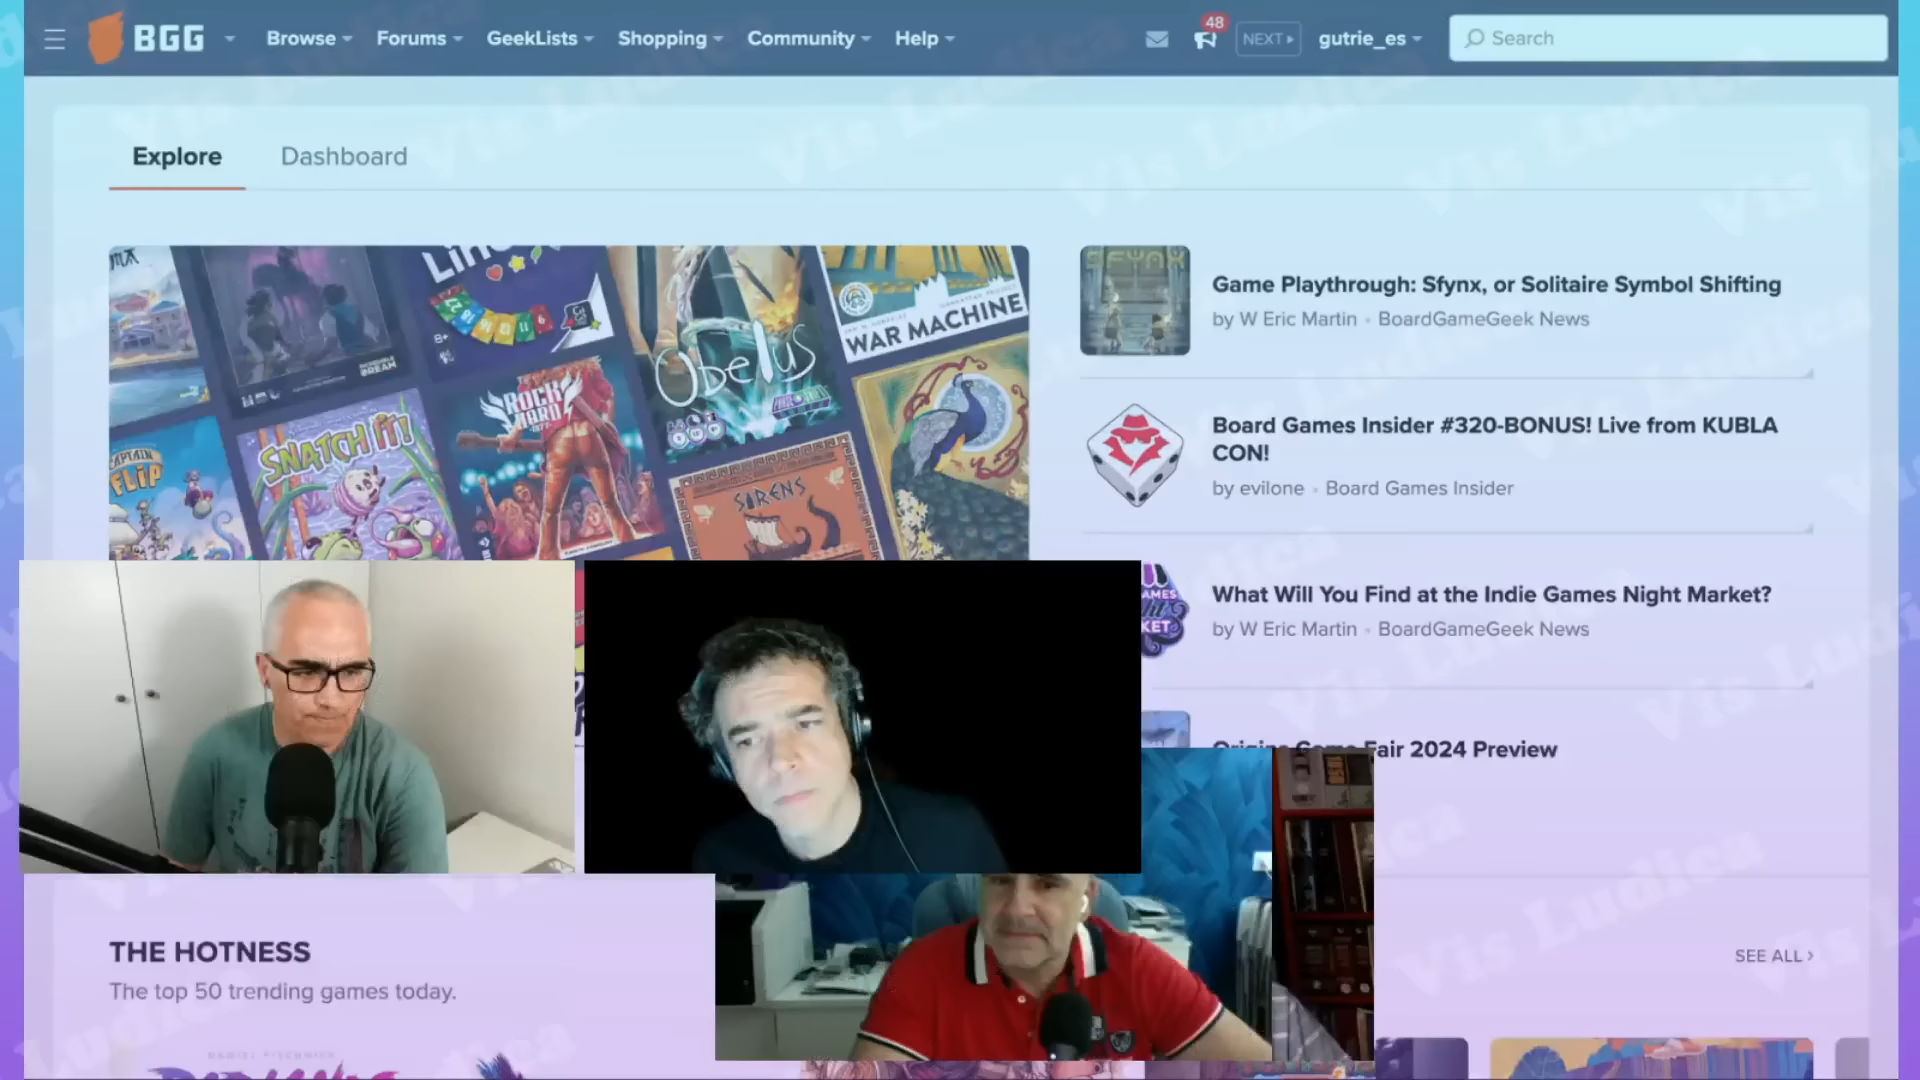 BGG
Browse
Forums
GeekLists
Shopping
Community
Help
48
NEXT
gutrie_es
Search
Explore
Dashboard
Obelus
WAR MACHINE
ROCK HARD
SNATCH IT!
CAPTAIN FLIP
SIRENS
Game Playthrough: Sfynx, or Solitaire Symbol Shifting
by W Eric Martin • BoardGameGeek News
Board Games Insider #320-BONUS! Live from KUBLA
CON!
by evilone • Board Games Insider
What Will You Find at the Indie Games Night Market?
by W Eric Martin • BoardGameGeek News
Origins Game Fair 2024 Preview
THE HOTNESS
The top 50 trending games today.
SEE ALL
Vis Ludica